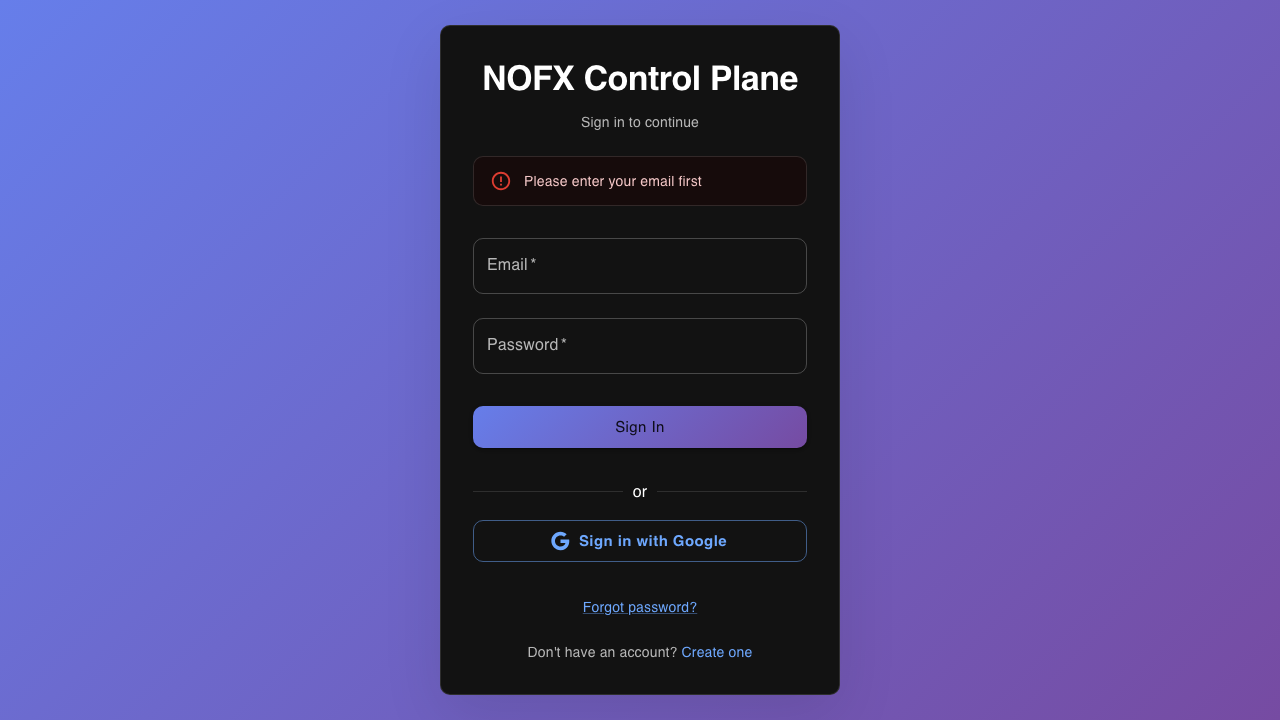 NOFX Control Plane
Sign in to continue
Please enter your email first
Email *
Password *
Sign In
or
Sign in with Google
Forgot password?
Don't have an account? Create one